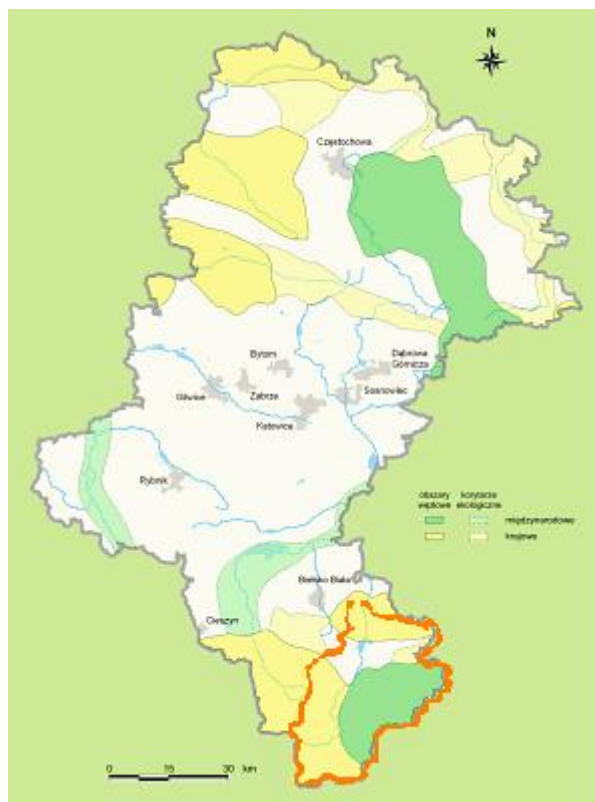 N
Częstochowa
Bytom
Dąbrowa
Górnicza
Zabrze
Gliwice
Sosnowiec
Katowice
Rybnik
obszary korytarze
węzłowe ekologiczne
międzynarodowe
krajowe
Bielsko Biała
Cieszyn
0 15 30 km